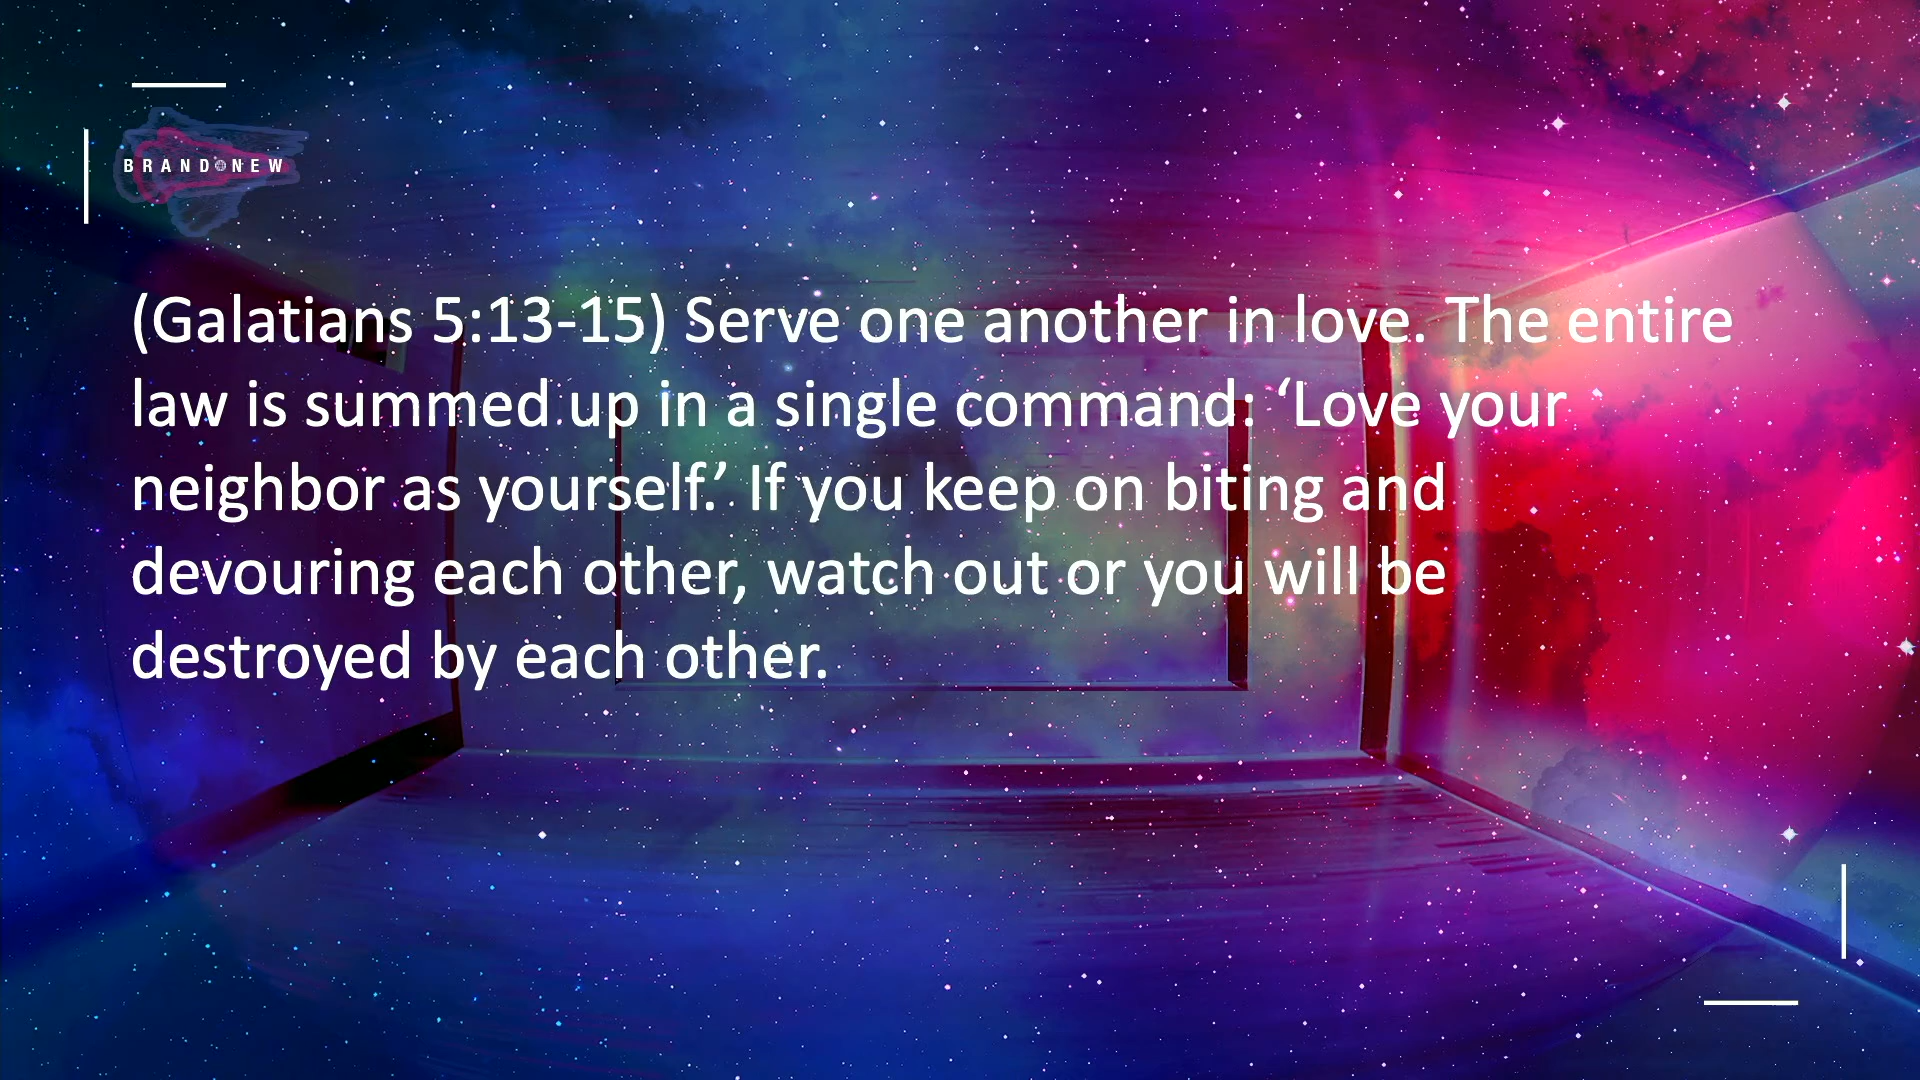 BRANDNEW
(Galatians 5:13-15) Serve one another in love. The entire
law is summed up in a single command: ‘Love your
neighbor as yourself.’ If you keep on biting and
devouring each other, watch out or you will be
destroyed by each other.